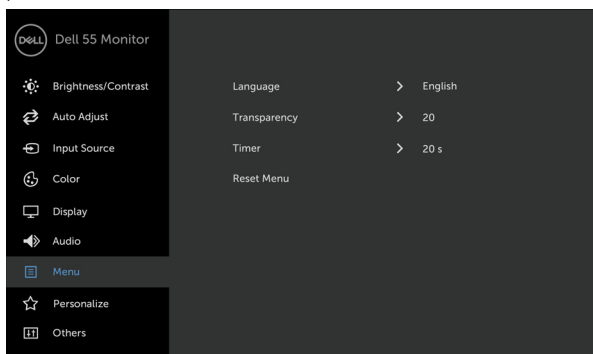 DELL Dell 55 Monitor
Brightness/Contrast
Auto Adjust
Input Source
Color
Display
Audio
Menu
Personalize
Others
Language > English
Transparency > 20
Timer > 20 s
Reset Menu